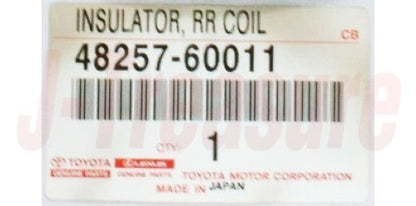 INSULATOR, RR COIL
CB
48257-60011
J-Treasure
QTY.
1
TOYOTA LEXUS
GENUINE PARTS GENUINE PARTS
TOYOTA MOTOR CORPORATION
MADE IN JAPAN